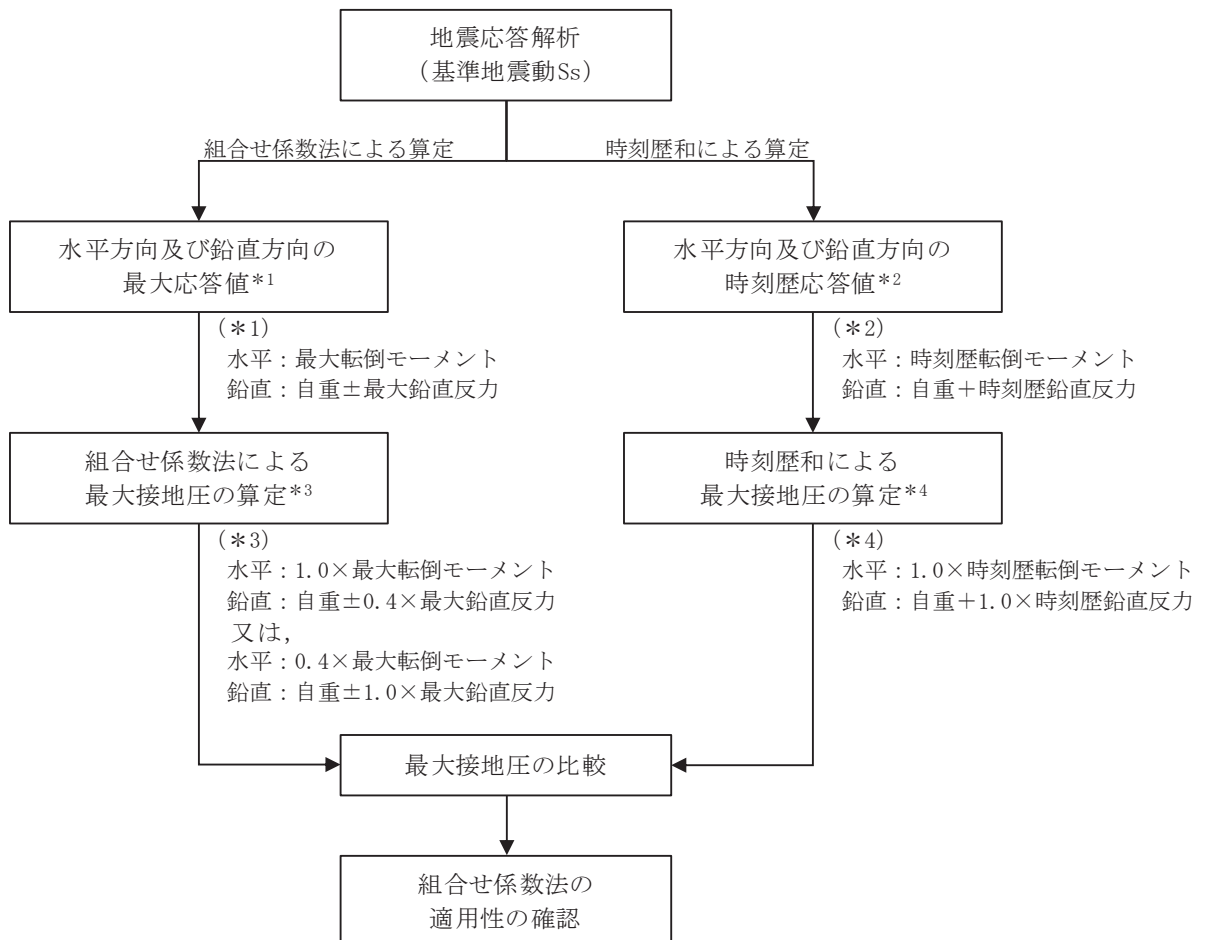 地震応答解析
(基準地震動Ss)
組合せ係数法による算定
時刻歴和による算定
水平方向及び鉛直方向の
最大応答値*1
水平方向及び鉛直方向の
時刻歴応答値*2
(*1)
水平:最大転倒モーメント
鉛直:自重±最大鉛直反力
(*2)
水平:時刻歴転倒モーメント
鉛直:自重+時刻歴鉛直反力
組合せ係数法による
最大接地圧の算定*3
時刻歴和による
最大接地圧の算定*4
(*3)
水平:1.0×最大転倒モーメント
鉛直:自重±0.4×最大鉛直反力
又は,
水平:0.4×最大転倒モーメント
鉛直:自重±1.0×最大鉛直反力
(*4)
水平:1.0×時刻歴転倒モーメント
鉛直:自重+1.0×時刻歴鉛直反力
最大接地圧の比較
組合せ係数法の
適用性の確認